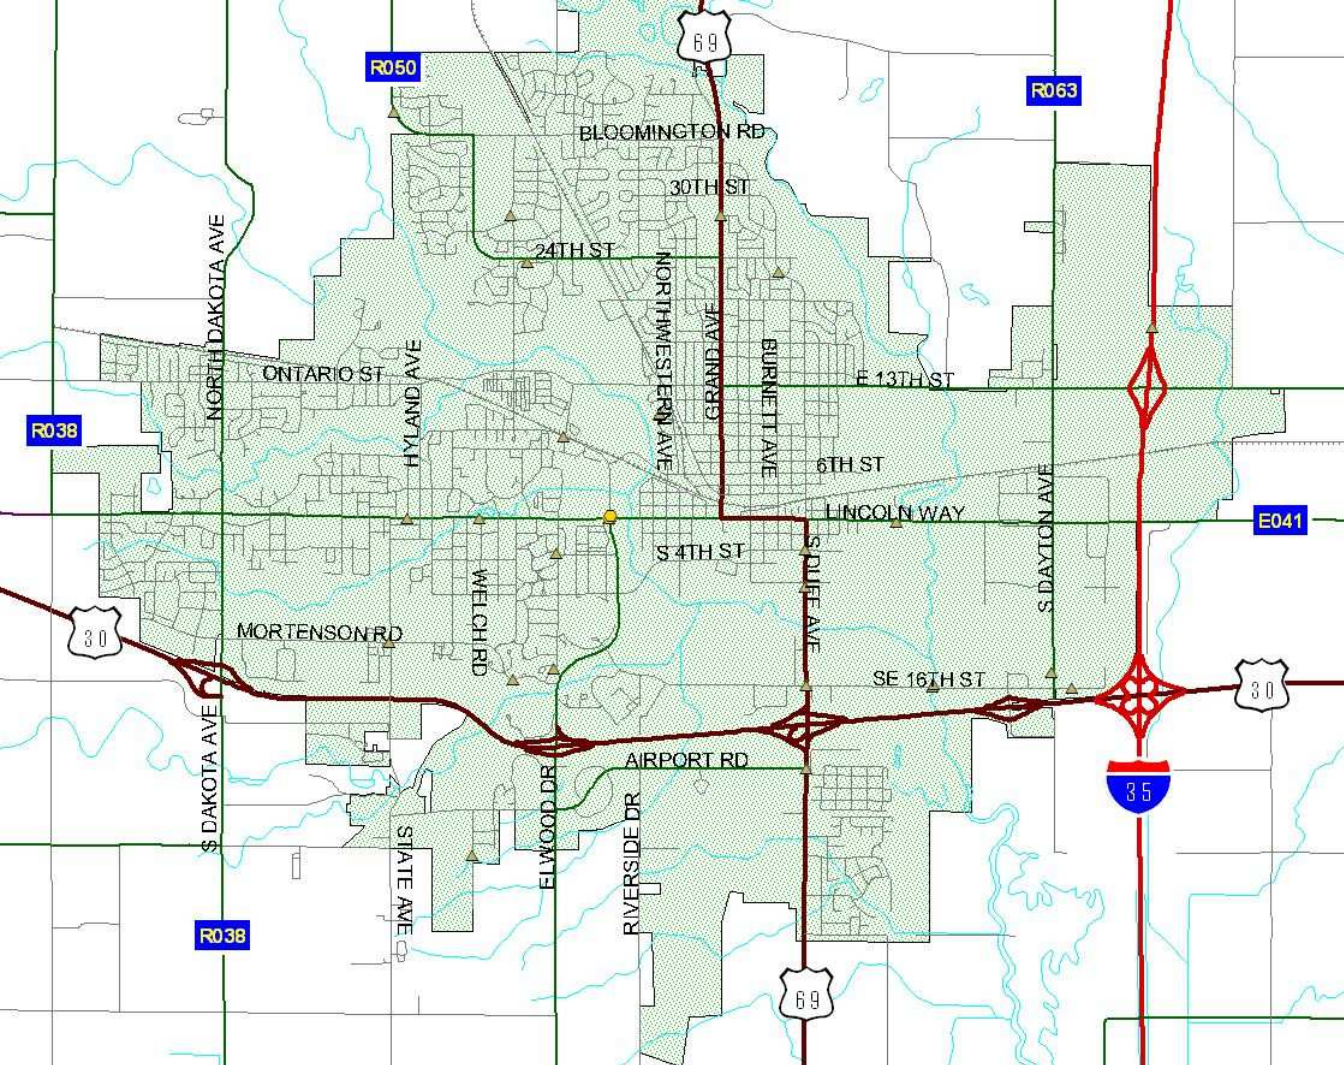 69
R050
R063
BLOOMINGTON RD
30TH ST
NORTH DAKOTA AVE
24TH ST
NORTHWESTERN AVE
GRAND AVE
BURNETT AVE
HYLAND AVE
ONTARIO ST
E 13TH ST
R038
6TH ST
S DAYTON AVE
LINCOLN WAY
E041
S 4TH ST
S DUFF AVE
WELCH RD
30
MORTENSON RD
SE 16TH ST
30
S DAKOTA AVE
AIRPORT RD
35
ELWOOD DR
RIVERSIDE DR
STATE AVE
R038
69